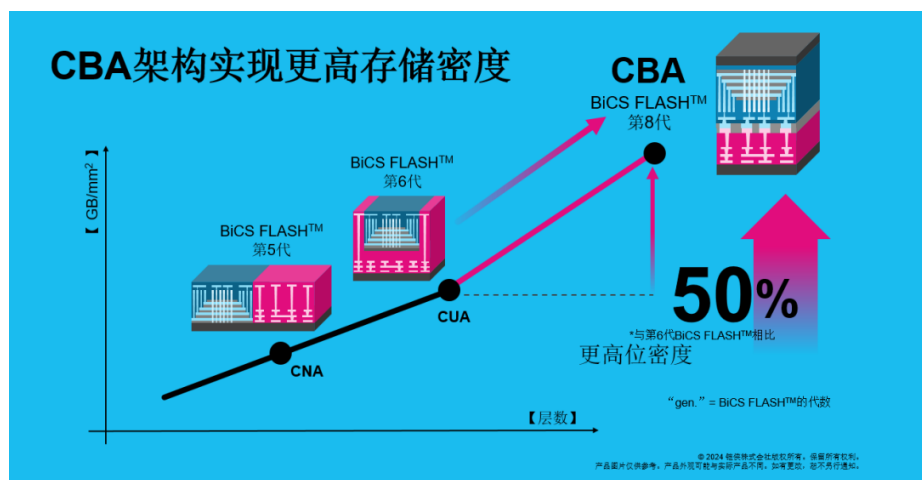 CBA架构实现更高存储密度
CBA
BiCS FLASH™
第8代
BiCS FLASH™
第6代
BiCS FLASH™
第5代
【 GB/mm² 】
CUA
CNA
50%
*与第6代BiCS FLASH™相比
更高位密度
【层数】
“gen.” = BiCS FLASH™的代数
© 2024 铠侠株式会社版权所有。保留所有权利。
产品图片仅供参考。产品外观可能与实际产品不同。如有更改，恕不另行通知。